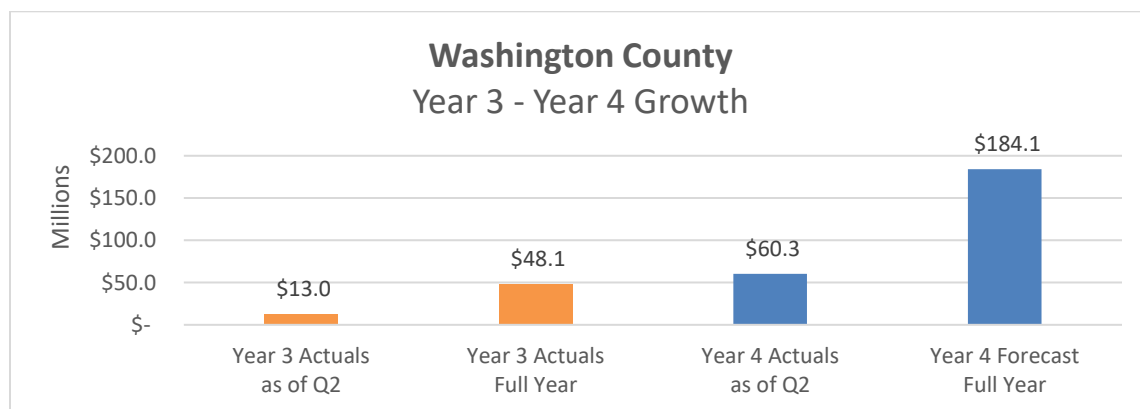 Washington County
Year 3 - Year 4 Growth
Millions
$200.0
$150.0
$100.0
$50.0
$-
$13.0
$48.1
$60.3
$184.1
Year 3 Actuals
as of Q2
Year 3 Actuals
Full Year
Year 4 Actuals
as of Q2
Year 4 Forecast
Full Year